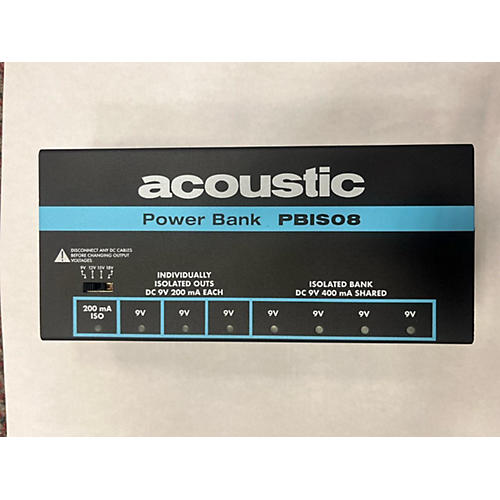 acoustic
Power Bank PBIS08
DISCONNECT ANY DC CABLES
BEFORE CHANGING OUTPUT
VOLTAGES.
9V 12V 15V 18V
INDIVIDUALLY
ISOLATED OUTS
DC 9V 200 mA EACH
ISOLATED BANK
DC 9V 400 mA SHARED
200 mA
ISO
9V
9V
9V
9V
9V
9V
9V